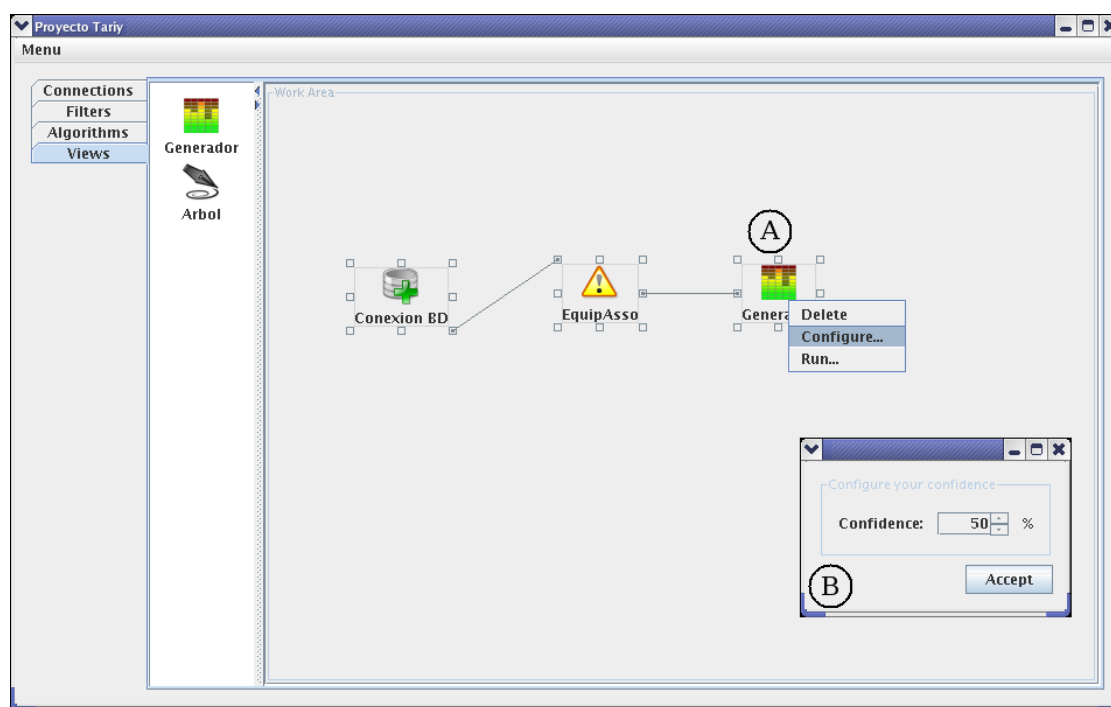 Proyecto Tariy
Menu
Connections
Filters
Algorithms
Views
Generador
Arbol
Work Area
A
Conexion BD
EquipAsso
Genera
Delete
Configure...
Run...
Configure your confidence
Confidence: 50 %
Accept
B